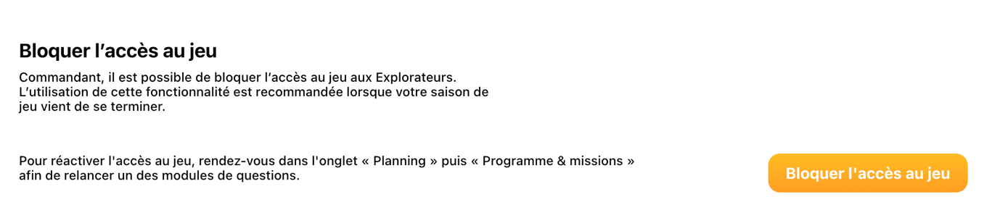 Bloquer l’accès au jeu
Commandant, il est possible de bloquer l’accès au jeu aux Explorateurs.
L’utilisation de cette fonctionnalité est recommandée lorsque votre saison de
jeu vient de se terminer.
Pour réactiver l'accès au jeu, rendez-vous dans l'onglet « Planning » puis « Programme & missions »
afin de relancer un des modules de questions.
Bloquer l'accès au jeu